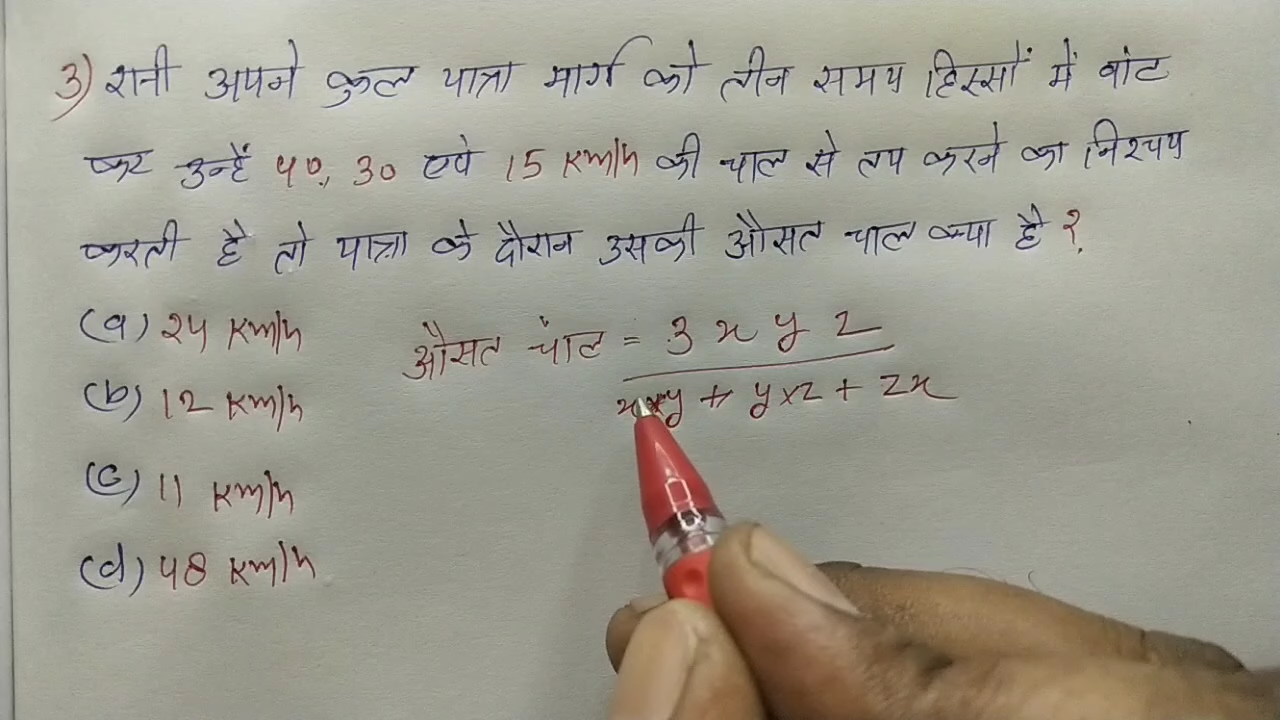 3) रानी अपने कुल यात्रा मार्ग को तीन समय हिस्सों में बांट
कर उन्हें 40, 30 एवं 15 Km/h की चाल से तय करने का निश्चय
करती है तो यात्रा के दौरान उसकी औसत चाल क्या है ?
(a) 24 Km/h
(b) 12 Km/h
(c) 11 Km/h
(d) 48 Km/h
औसत चाल = 3 x y z
x×y + y×z + zx